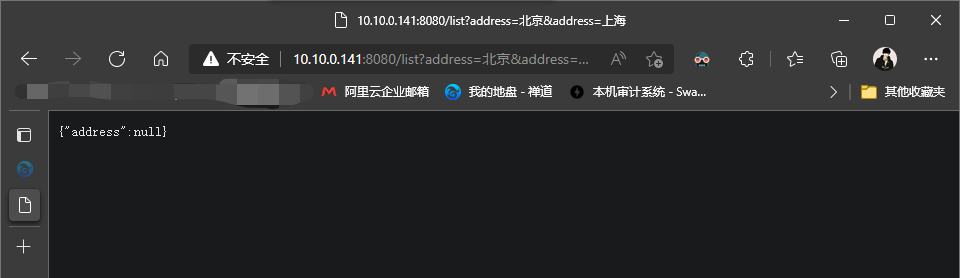 10.10.0.141:8080/list?address=北京&address=上海
不安全 10.10.0.141:8080/list?address=北京&address=...
阿里云企业邮箱 我的地盘 - 禅道 本机审计系统 - Swa... 其他收藏夹
{"address":null}